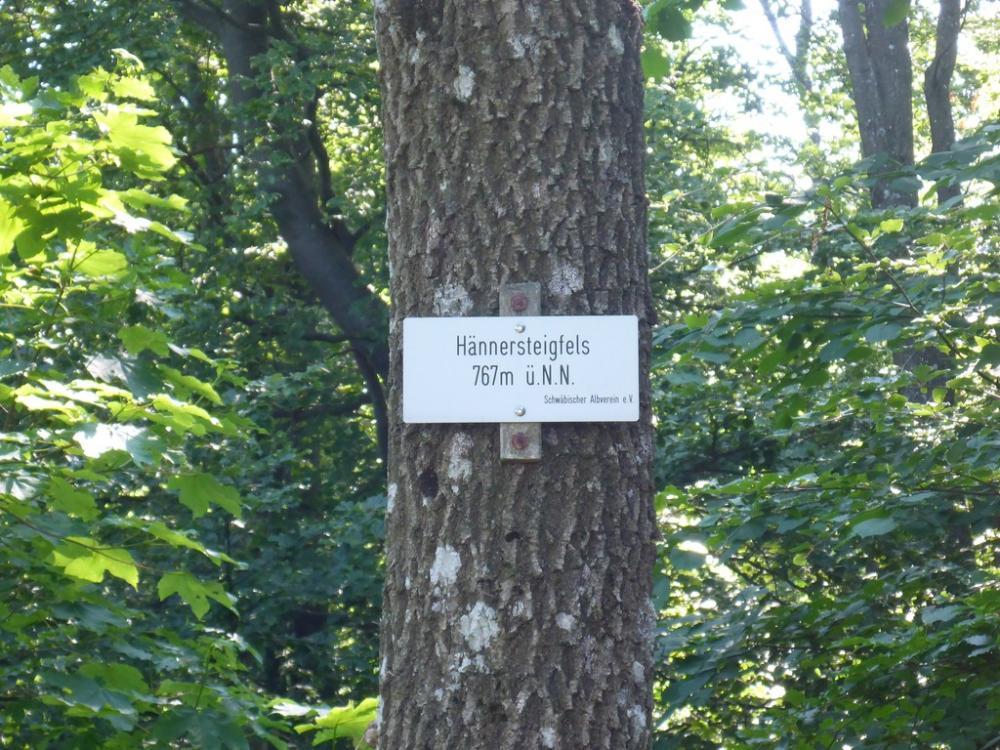 Hännersteigfels
767m ü.N.N.
Schwäbischer Albverein e.V.